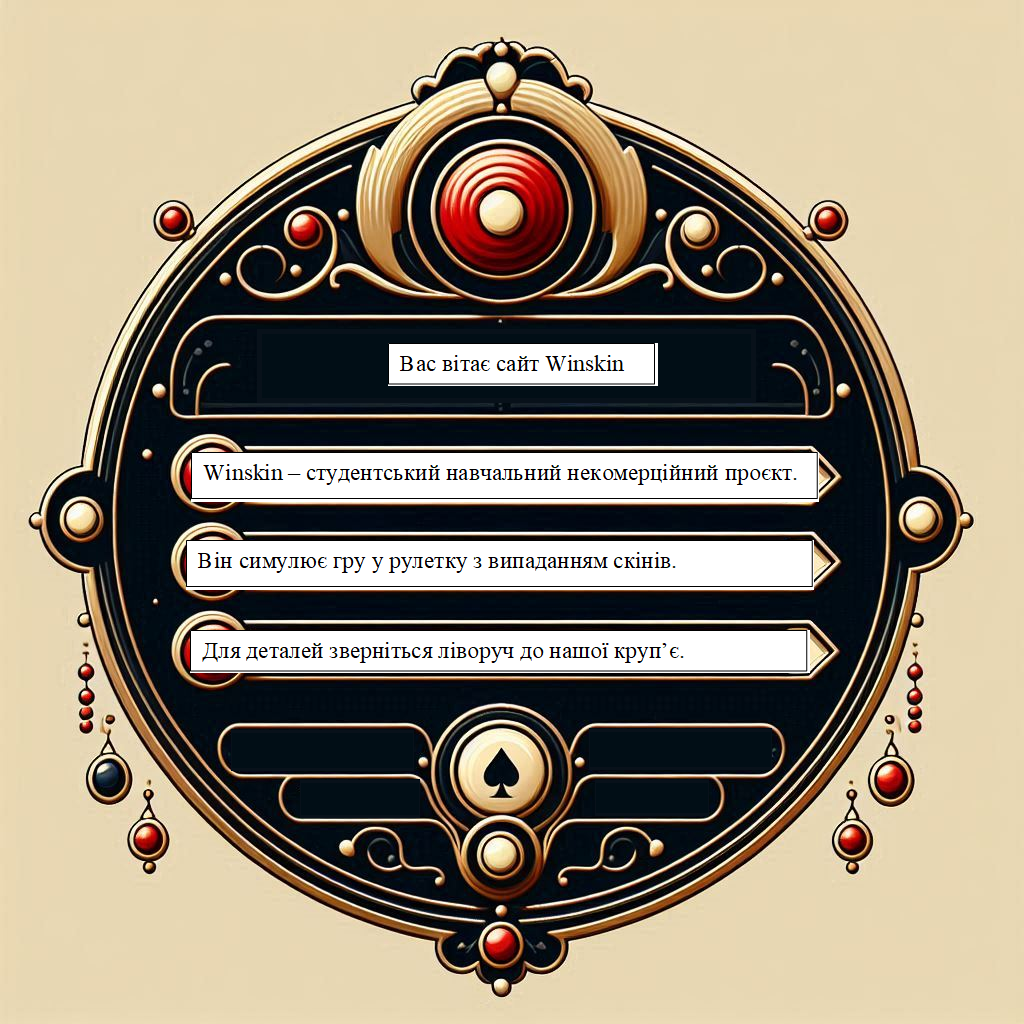 Вас вітає сайт Winskin
Winskin – студентський навчальний некомерційний проєкт.
Він симулює гру у рулетку з випаданням скінів.
Для деталей зверніться ліворуч до нашої круп’є.